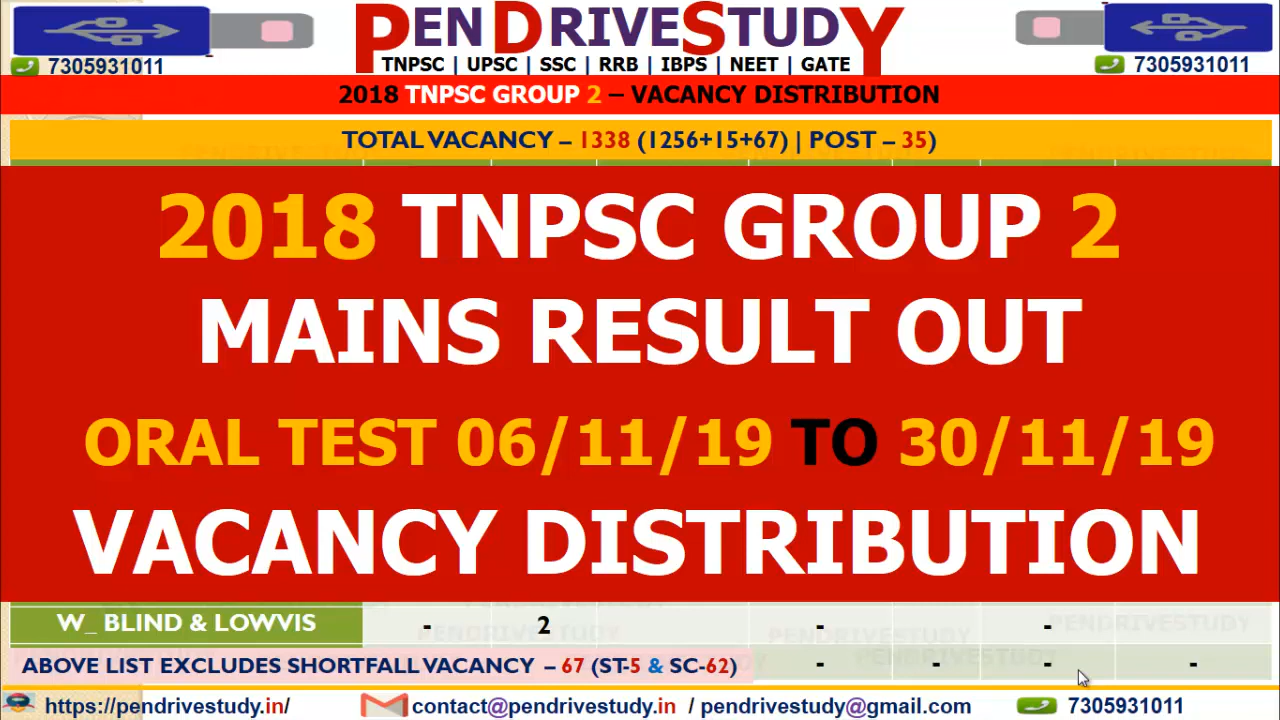 PENDRIVESTUDY
TNPSC | UPSC | SSC | RRB | IBPS | NEET | GATE
7305931011
7305931011
2018 TNPSC GROUP 2 – VACANCY DISTRIBUTION
TOTAL VACANCY – 1338 (1256+15+67) | POST – 35)
2018 TNPSC GROUP 2
MAINS RESULT OUT
ORAL TEST 06/11/19 TO 30/11/19
VACANCY DISTRIBUTION
W_ BLIND & LOWVIS - 2 - -
ABOVE LIST EXCLUDES SHORTFALL VACANCY – 67 (ST-5 & SC-62) - - - -
https://pendrivestudy.in/ contact@pendrivestudy.in / pendrivestudy@gmail.com 7305931011